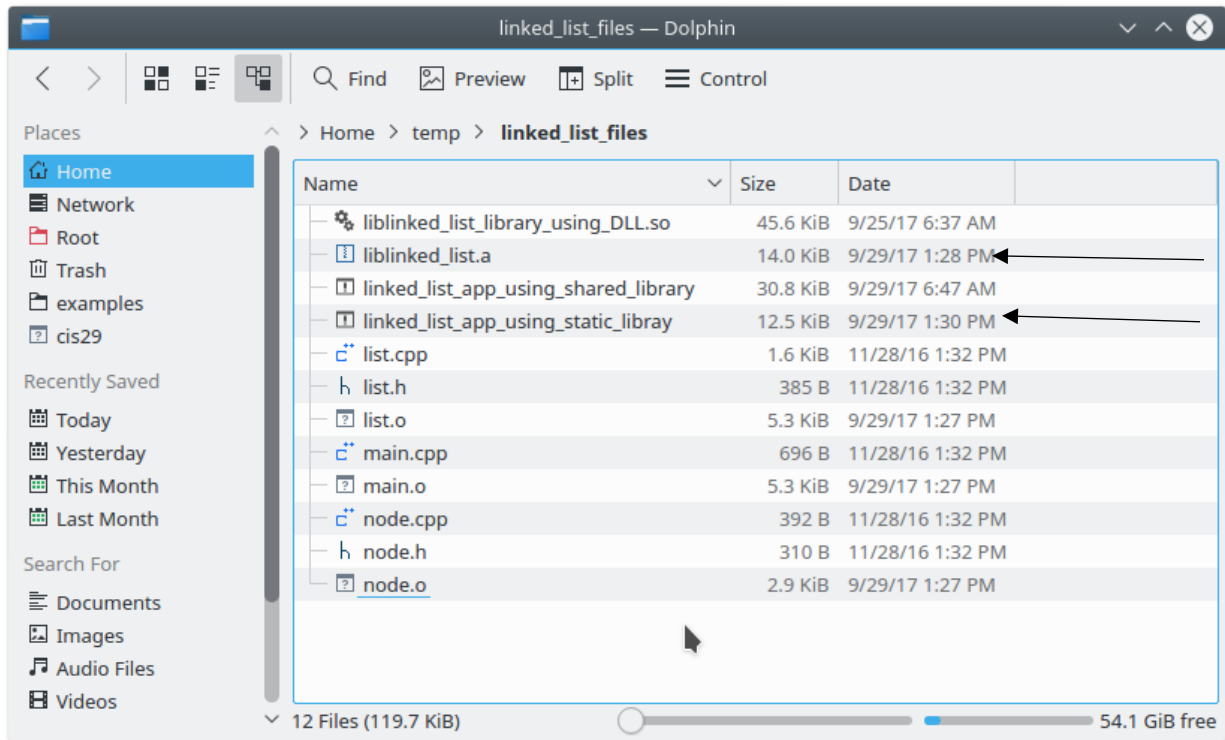 linked_list_files — Dolphin
Find Preview Split Control
Places
Home
Network
Root
Trash
examples
cis29
Recently Saved
Today
Yesterday
This Month
Last Month
Search For
Documents
Images
Audio Files
Videos
> Home > temp > linked_list_files
Name Size Date
liblinked_list_library_using_DLL.so 45.6 KiB 9/25/17 6:37 AM
liblinked_list.a 14.0 KiB 9/29/17 1:28 PM
linked_list_app_using_shared_library 30.8 KiB 9/29/17 6:47 AM
linked_list_app_using_static_libray 12.5 KiB 9/29/17 1:30 PM
list.cpp 1.6 KiB 11/28/16 1:32 PM
list.h 385 B 11/28/16 1:32 PM
list.o 5.3 KiB 9/29/17 1:27 PM
main.cpp 696 B 11/28/16 1:32 PM
main.o 5.3 KiB 9/29/17 1:27 PM
node.cpp 392 B 11/28/16 1:32 PM
node.h 310 B 11/28/16 1:32 PM
node.o 2.9 KiB 9/29/17 1:27 PM
12 Files (119.7 KiB) 54.1 GiB free